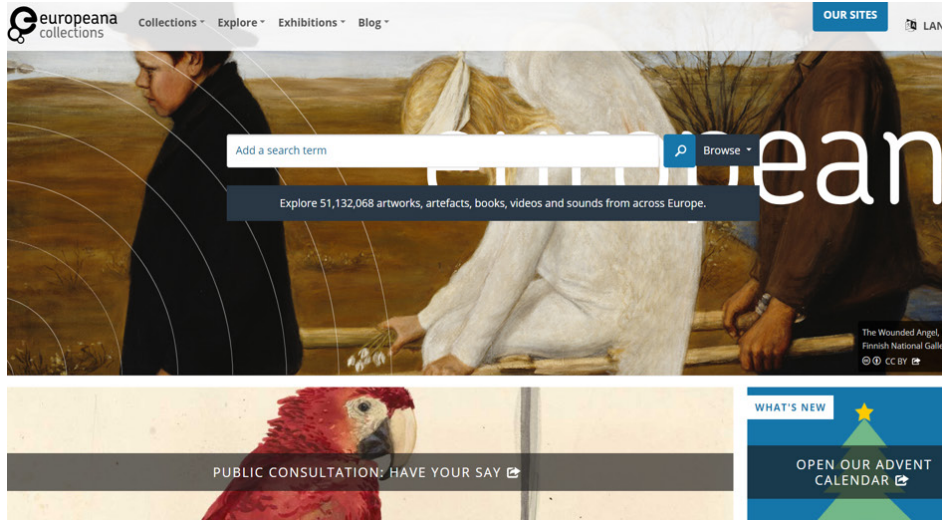 europeana
collections
Collections Explore Exhibitions Blog
OUR SITES
LAN
Add a search term
Browse
european
Explore 51,132,068 artworks, artefacts, books, videos and sounds from across Europe.
The Wounded Angel,
Finnish National Galle
CC BY
PUBLIC CONSULTATION: HAVE YOUR SAY
WHAT'S NEW
OPEN OUR ADVENT
CALENDAR